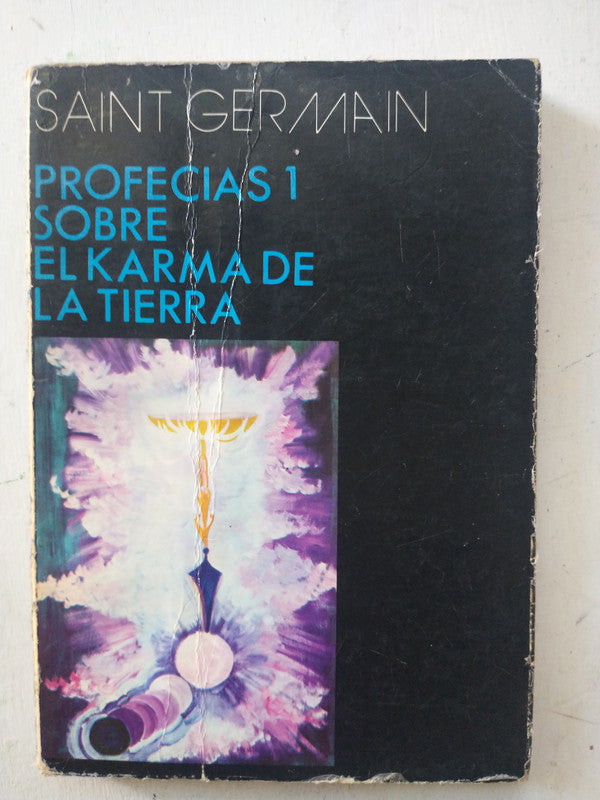 SAINT GERMAIN
PROFECIAS 1
SOBRE
EL KARMA DE
LA TIERRA